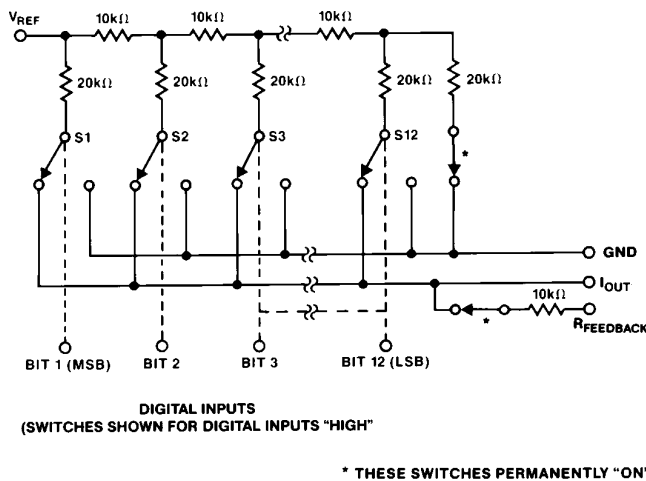 VREF
10kΩ 10kΩ 10kΩ
20kΩ 20kΩ 20kΩ 20kΩ 20kΩ
S1 S2 S3 S12
*
GND
IOUT
10kΩ
*
RFEEDBACK
BIT 1 (MSB) BIT 2 BIT 3 BIT 12 (LSB)
DIGITAL INPUTS
(SWITCHES SHOWN FOR DIGITAL INPUTS "HIGH"
* THESE SWITCHES PERMANENTLY "ON"